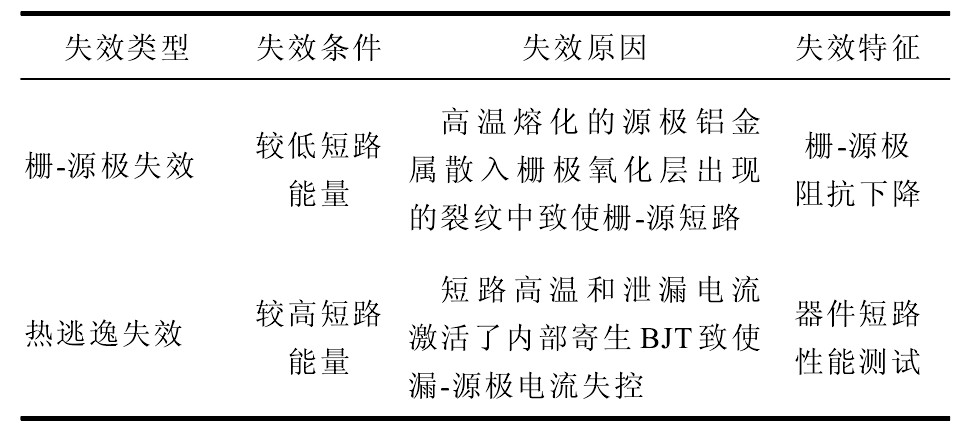 失效类型 失效条件 失效原因 失效特征
栅-源极失效
较低短路
能量
高温熔化的源极铝金
属散入栅极氧化层出现
的裂纹中致使栅-源短路
栅-源极
阻抗下降
热逃逸失效
较高短路
能量
短路高温和泄漏电流
激活了内部寄生BJT致使
漏-源极电流失控
器件短路
性能测试